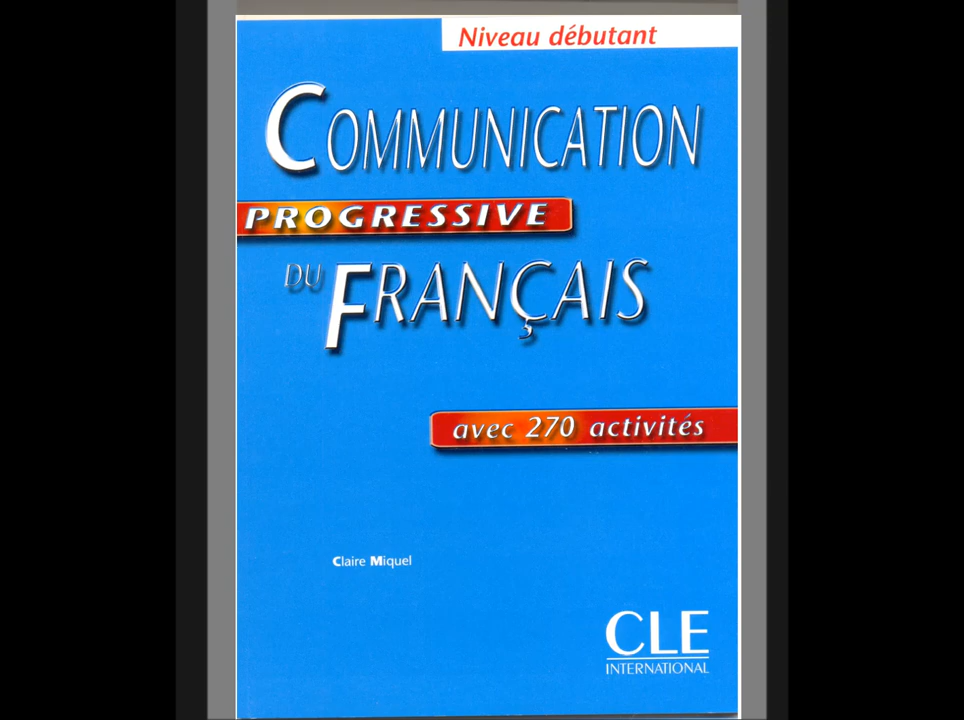 Niveau débutant
COMMUNICATION
PROGRESSIVE
DU FRANÇAIS
avec 270 activités
Claire Miquel
CLE
INTERNATIONAL